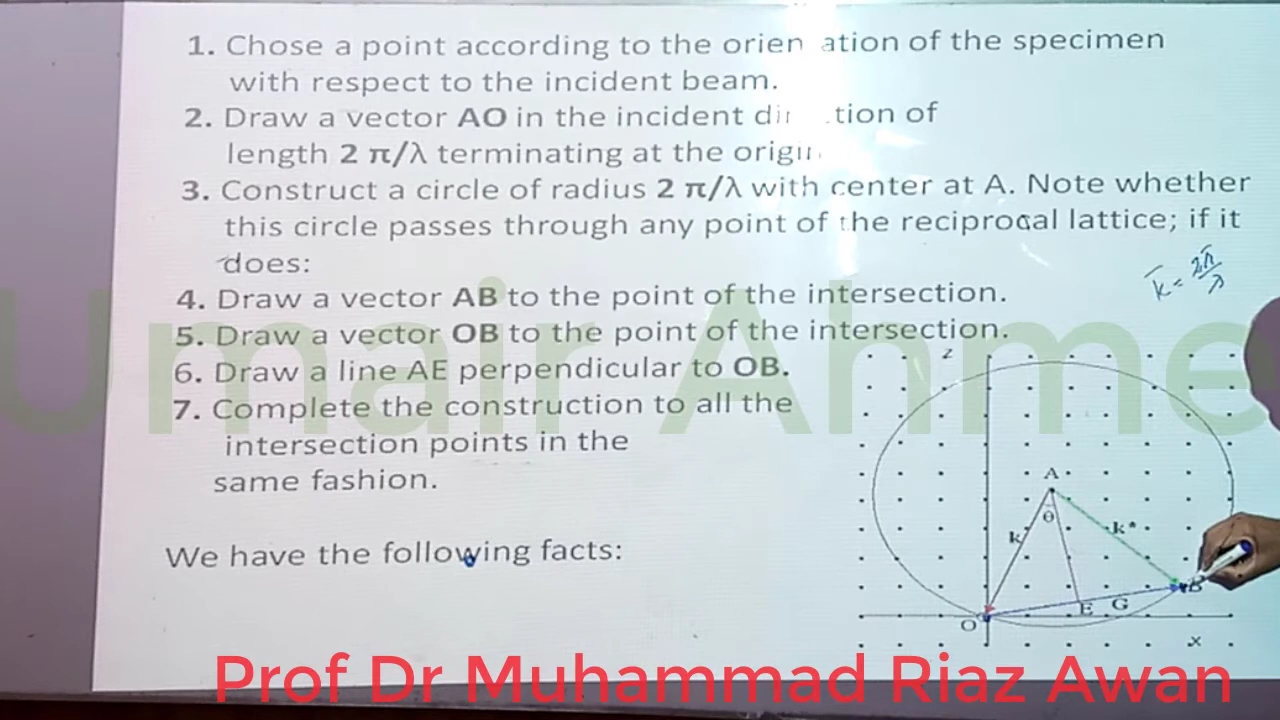 1. Chose a point according to the orien ation of the specimen
with respect to the incident beam.
2. Draw a vector AO in the incident di tion of
length 2 π/λ terminating at the origin
3. Construct a circle of radius 2 π/λ with center at A. Note whether
this circle passes through any point of the reciprocal lattice; if it
does:
k̄ = 2π/λ
4. Draw a vector AB to the point of the intersection.
5. Draw a vector OB to the point of the intersection.
6. Draw a line AE perpendicular to OB.
7. Complete the construction to all the
intersection points in the
same fashion.
We have the following facts:
z
A
θ
k
k*
B
E G
O
x
Umair Ahme
Prof Dr Muhammad Riaz Awan